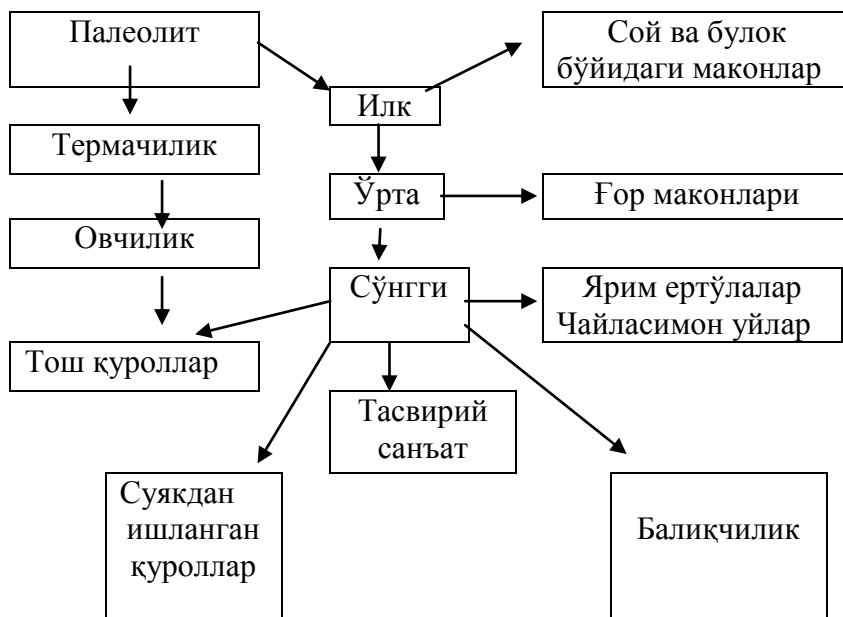 Палеолит
Сой ва булок
бўйидаги маконлар
Илк
Термачилик
Ўрта
Ғор маконлари
Овчилик
Сўнгги
Ярим ертўлалар
Чайласимон уйлар
Тош қуроллар
Тасвирий
санъат
Суякдан
ишланган
қуроллар
Балиқчилик